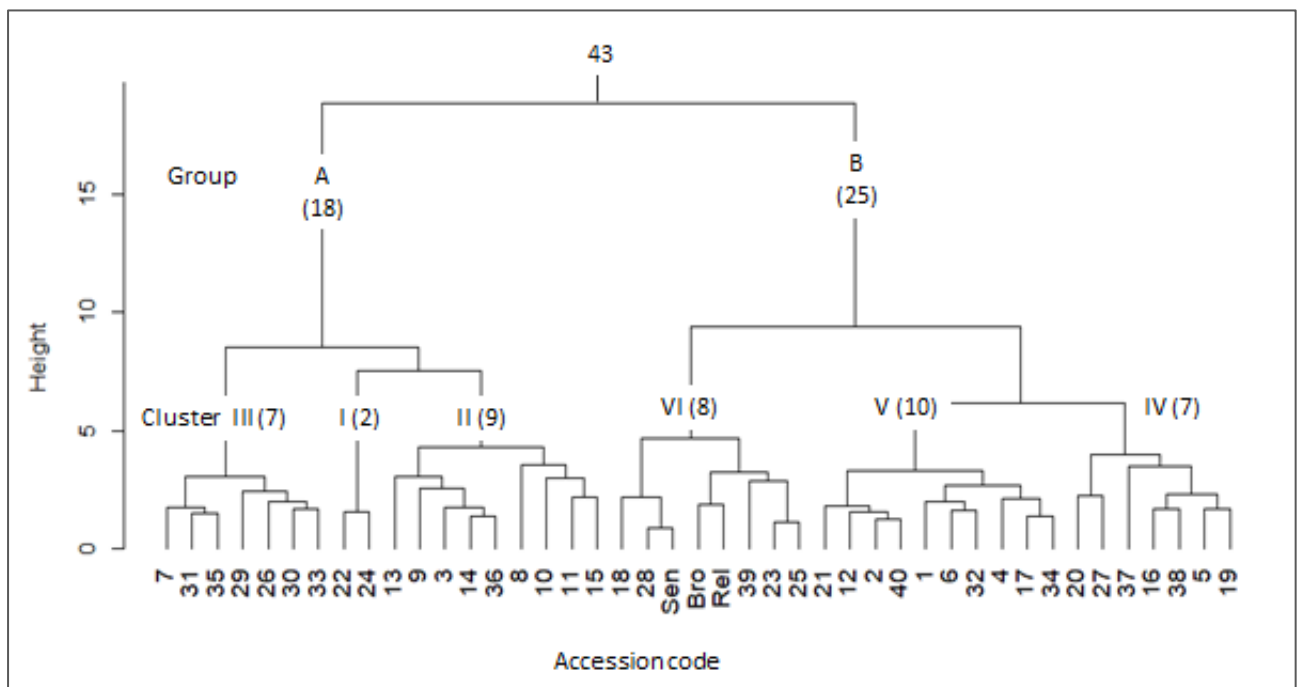 43
Group A B
(18) (25)
15
10
5
0
Height
Cluster III (7) I (2) II (9) VI (8) V (10) IV (7)
7 31 35 29 26 30 33 22 24 13 9 3 14 36 8 10 11 15 18 28 Sen Bro Rel 39 23 25 21 12 2 40 1 6 32 4 17 34 20 27 37 16 38 5 19
Accession code